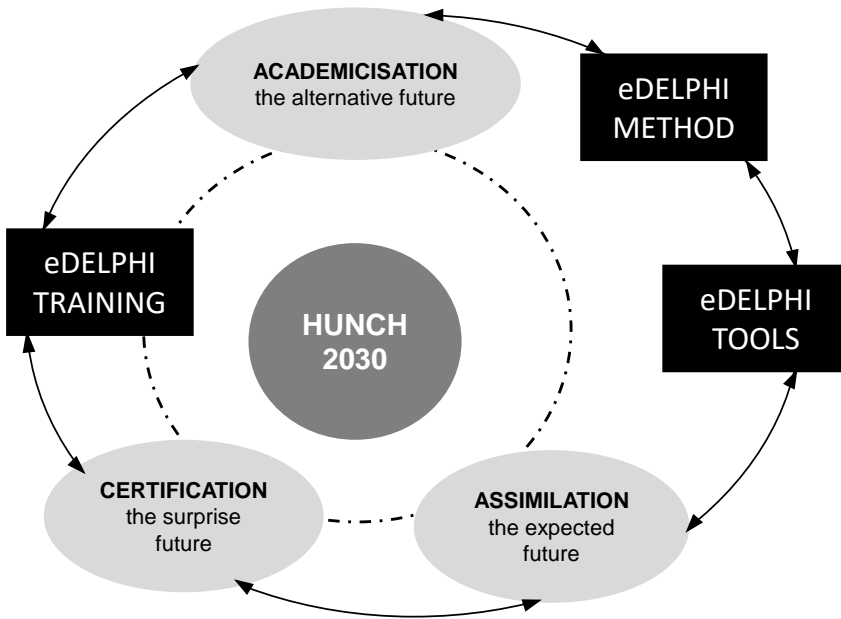 ACADEMICISATION
the alternative future
eDELPHI
METHOD
eDELPHI
TRAINING
eDELPHI
TOOLS
HUNCH
2030
CERTIFICATION
the surprise
future
ASSIMILATION
the expected
future